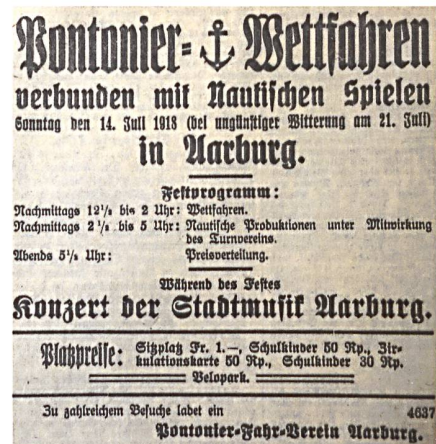 Pontonier-Wettfahren
verbunden mit Nautischen Spielen
Sonntag den 14. Juli 1918 (bei ungünstiger Witterung am 21. Juli)
in Aarburg.
Festprogramm:
Nachmittags 12½ bis 2 Uhr: Wettfahren.
Nachmittags 2½ bis 5 Uhr: Nautische Produktionen unter Mitwirkung
des Turnvereins.
Abends 5½ Uhr: Preisverteilung.
Während des Festes
Konzert der Stadtmusik Aarburg.
Platzpreise: Sitzplatz Fr. 1.—, Schulkinder 50 Rp., Zir-
kulationskarte 50 Rp., Schulkinder 30 Rp.
Velopark.
Zu zahlreichem Besuche ladet ein 4637
Pontonier-Fahr-Verein Aarburg.